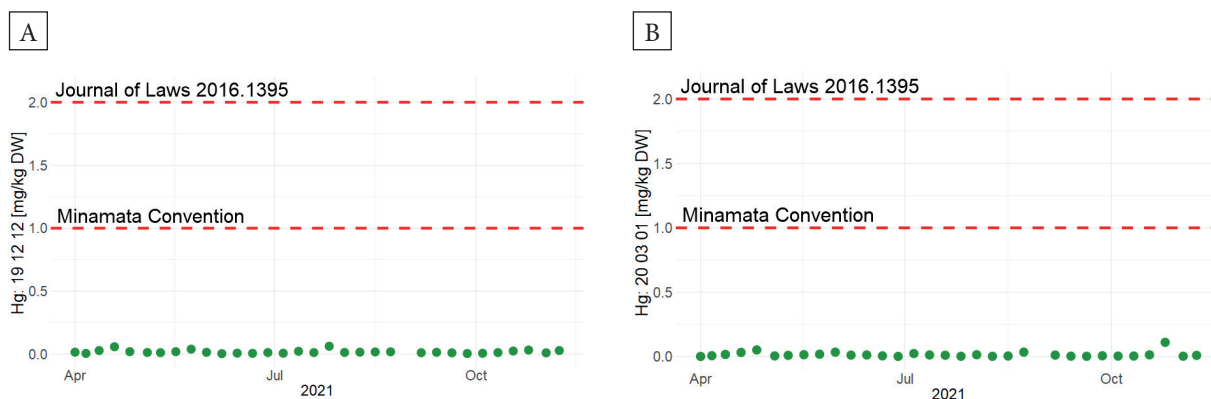 A
Journal of Laws 2016.1395
2.0
1.5
Minamata Convention
1.0
0.5
0.0
Hg: 19 12 12 [mg/kg DW]
Apr
Jul
Oct
2021
B
Journal of Laws 2016.1395
2.0
1.5
Minamata Convention
1.0
0.5
0.0
Hg: 20 03 01 [mg/kg DW]
Apr
Jul
Oct
2021